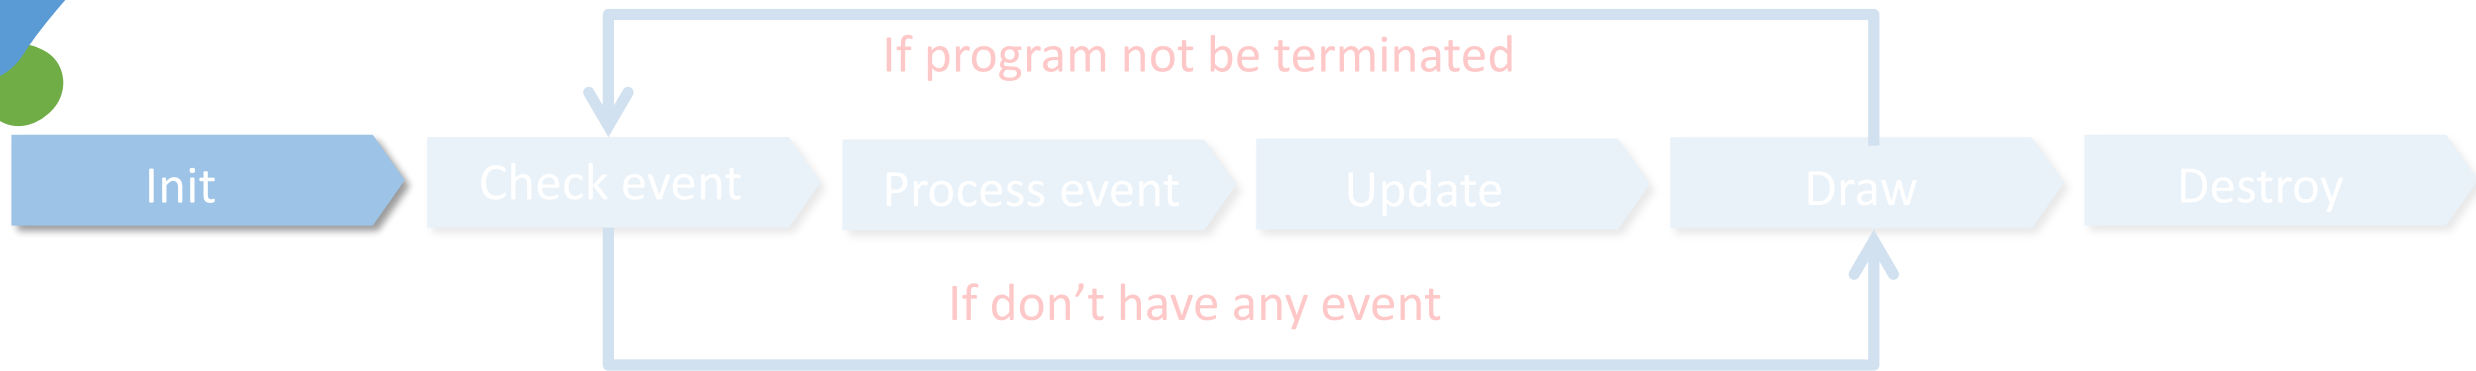 If program not be terminated
Init
Check event
Process event
Update
Draw
Destroy
If don’t have any event